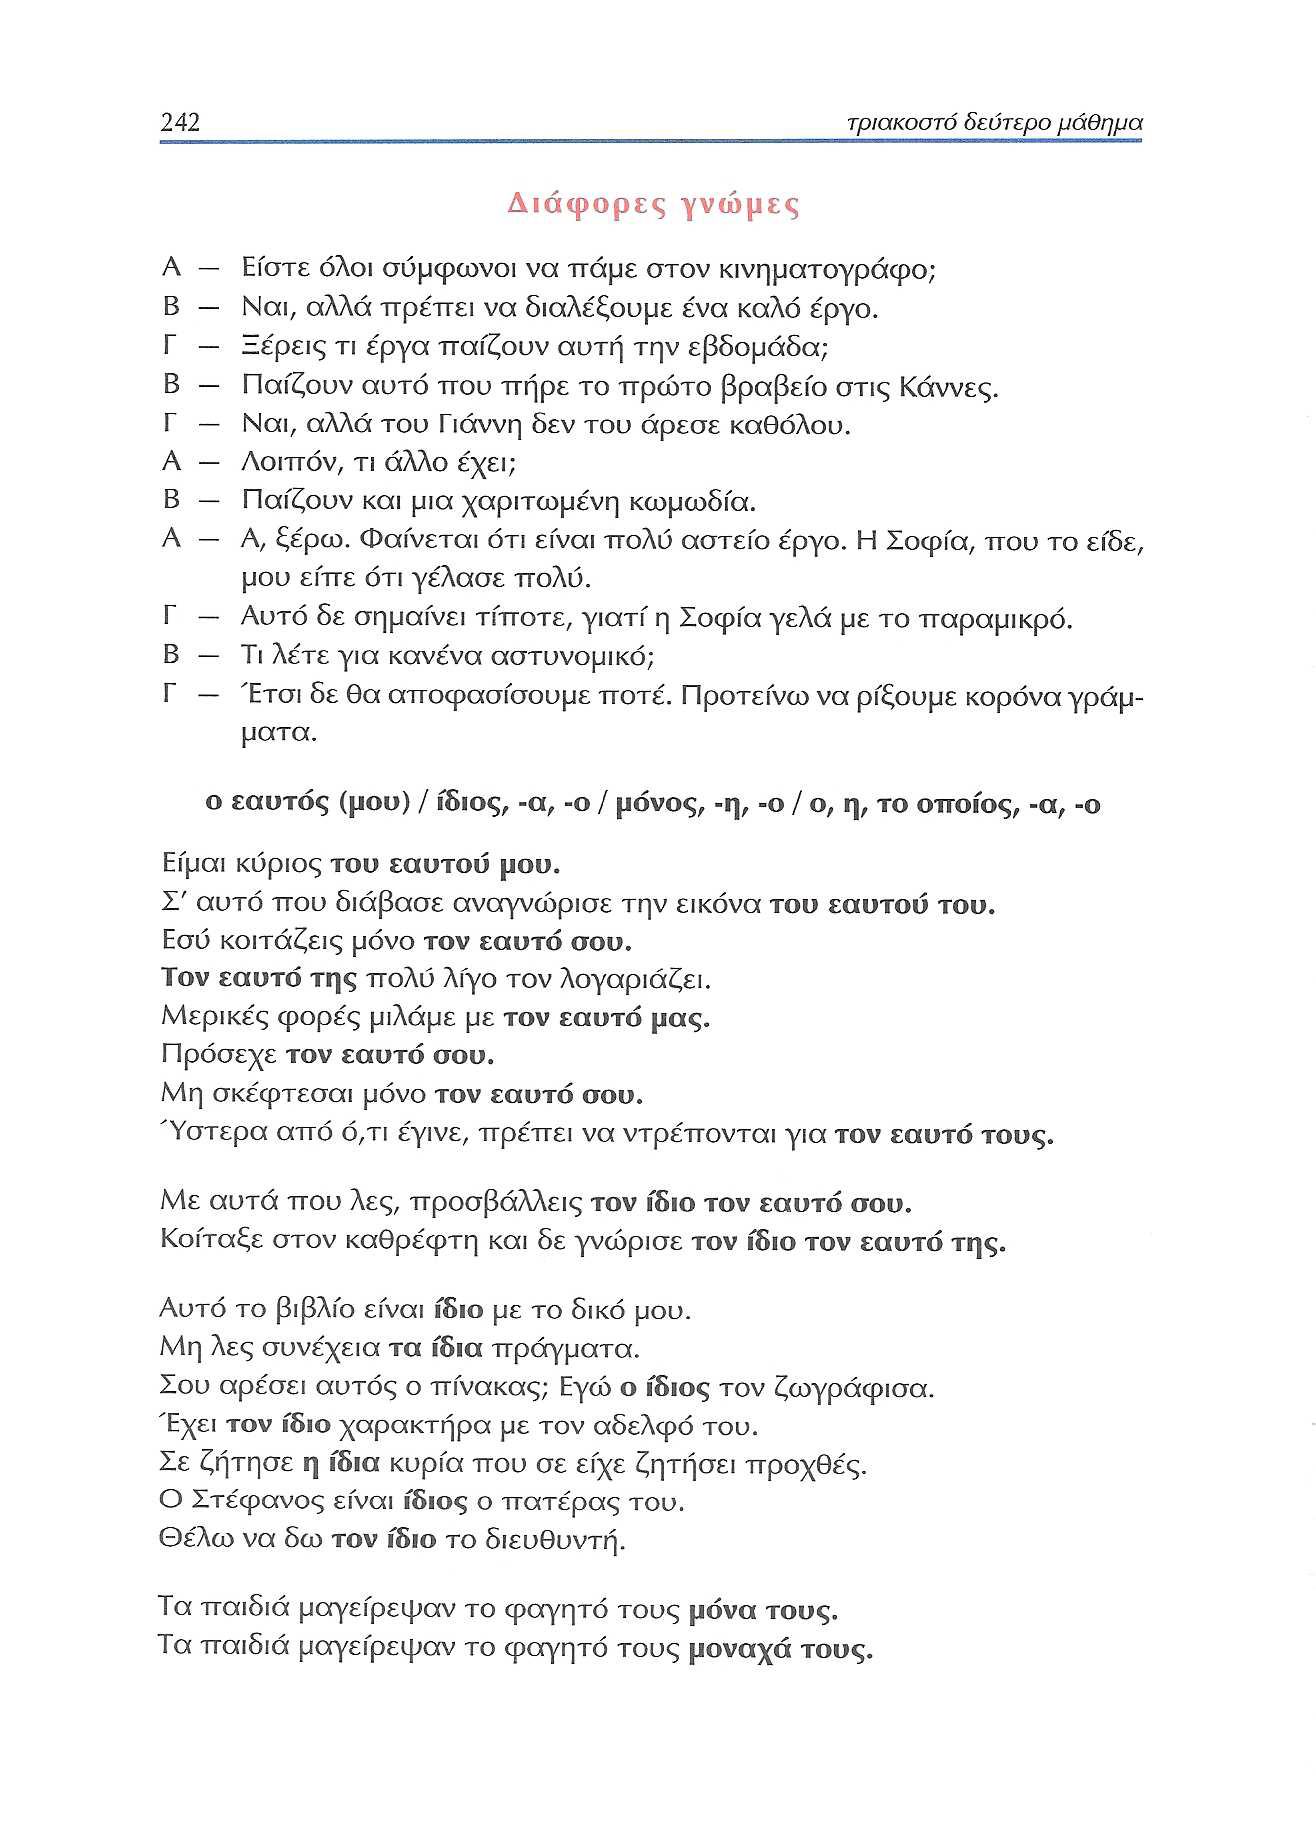 242 τριακοστό δεύτερο μάθημα
Διάφορες γνώμες
Α — Είστε όλοι σύμφωνοι να πάμε στον κινηματογράφο;
Β — Ναι, αλλά πρέπει να διαλέξουμε ένα καλό έργο.
Γ — Ξέρεις τι έργα παίζουν αυτή την εβδομάδα;
Β — Παίζουν αυτό που πήρε το πρώτο βραβείο στις Κάννες.
Γ — Ναι, αλλά του Γιάννη δεν του άρεσε καθόλου.
Α — Λοιπόν, τι άλλο έχει;
Β — Παίζουν και μια χαριτωμένη κωμωδία.
Α — Α, ξέρω. Φαίνεται ότι είναι πολύ αστείο έργο. Η Σοφία, που το είδε,
μου είπε ότι γέλασε πολύ.
Γ — Αυτό δε σημαίνει τίποτε, γιατί η Σοφία γελά με το παραμικρό.
Β — Τι λέτε για κανένα αστυνομικό;
Γ — Έτσι δε θα αποφασίσουμε ποτέ. Προτείνω να ρίξουμε κορόνα γράμ-
ματα.
ο εαυτός (μου) / ίδιος, -α, -ο / μόνος, -η, -ο / ο, η, το οποίος, -α, -ο
Είμαι κύριος του εαυτού μου.
Σ' αυτό που διάβασε αναγνώρισε την εικόνα του εαυτού του.
Εσύ κοιτάζεις μόνο τον εαυτό σου.
Τον εαυτό της πολύ λίγο τον λογαριάζει.
Μερικές φορές μιλάμε με τον εαυτό μας.
Πρόσεχε τον εαυτό σου.
Μη σκέφτεσαι μόνο τον εαυτό σου.
Ύστερα από ό,τι έγινε, πρέπει να ντρέπονται για τον εαυτό τους.
Με αυτά που λες, προσβάλλεις τον ίδιο τον εαυτό σου.
Κοίταξε στον καθρέφτη και δε γνώρισε τον ίδιο τον εαυτό της.
Αυτό το βιβλίο είναι ίδιο με το δικό μου.
Μη λες συνέχεια τα ίδια πράγματα.
Σου αρέσει αυτός ο πίνακας; Εγώ ο ίδιος τον ζωγράφισα.
Έχει τον ίδιο χαρακτήρα με τον αδελφό του.
Σε ζήτησε η ίδια κυρία που σε είχε ζητήσει προχθές.
Ο Στέφανος είναι ίδιος ο πατέρας του.
Θέλω να δω τον ίδιο το διευθυντή.
Τα παιδιά μαγείρεψαν το φαγητό τους μόνα τους.
Τα παιδιά μαγείρεψαν το φαγητό τους μοναχά τους.